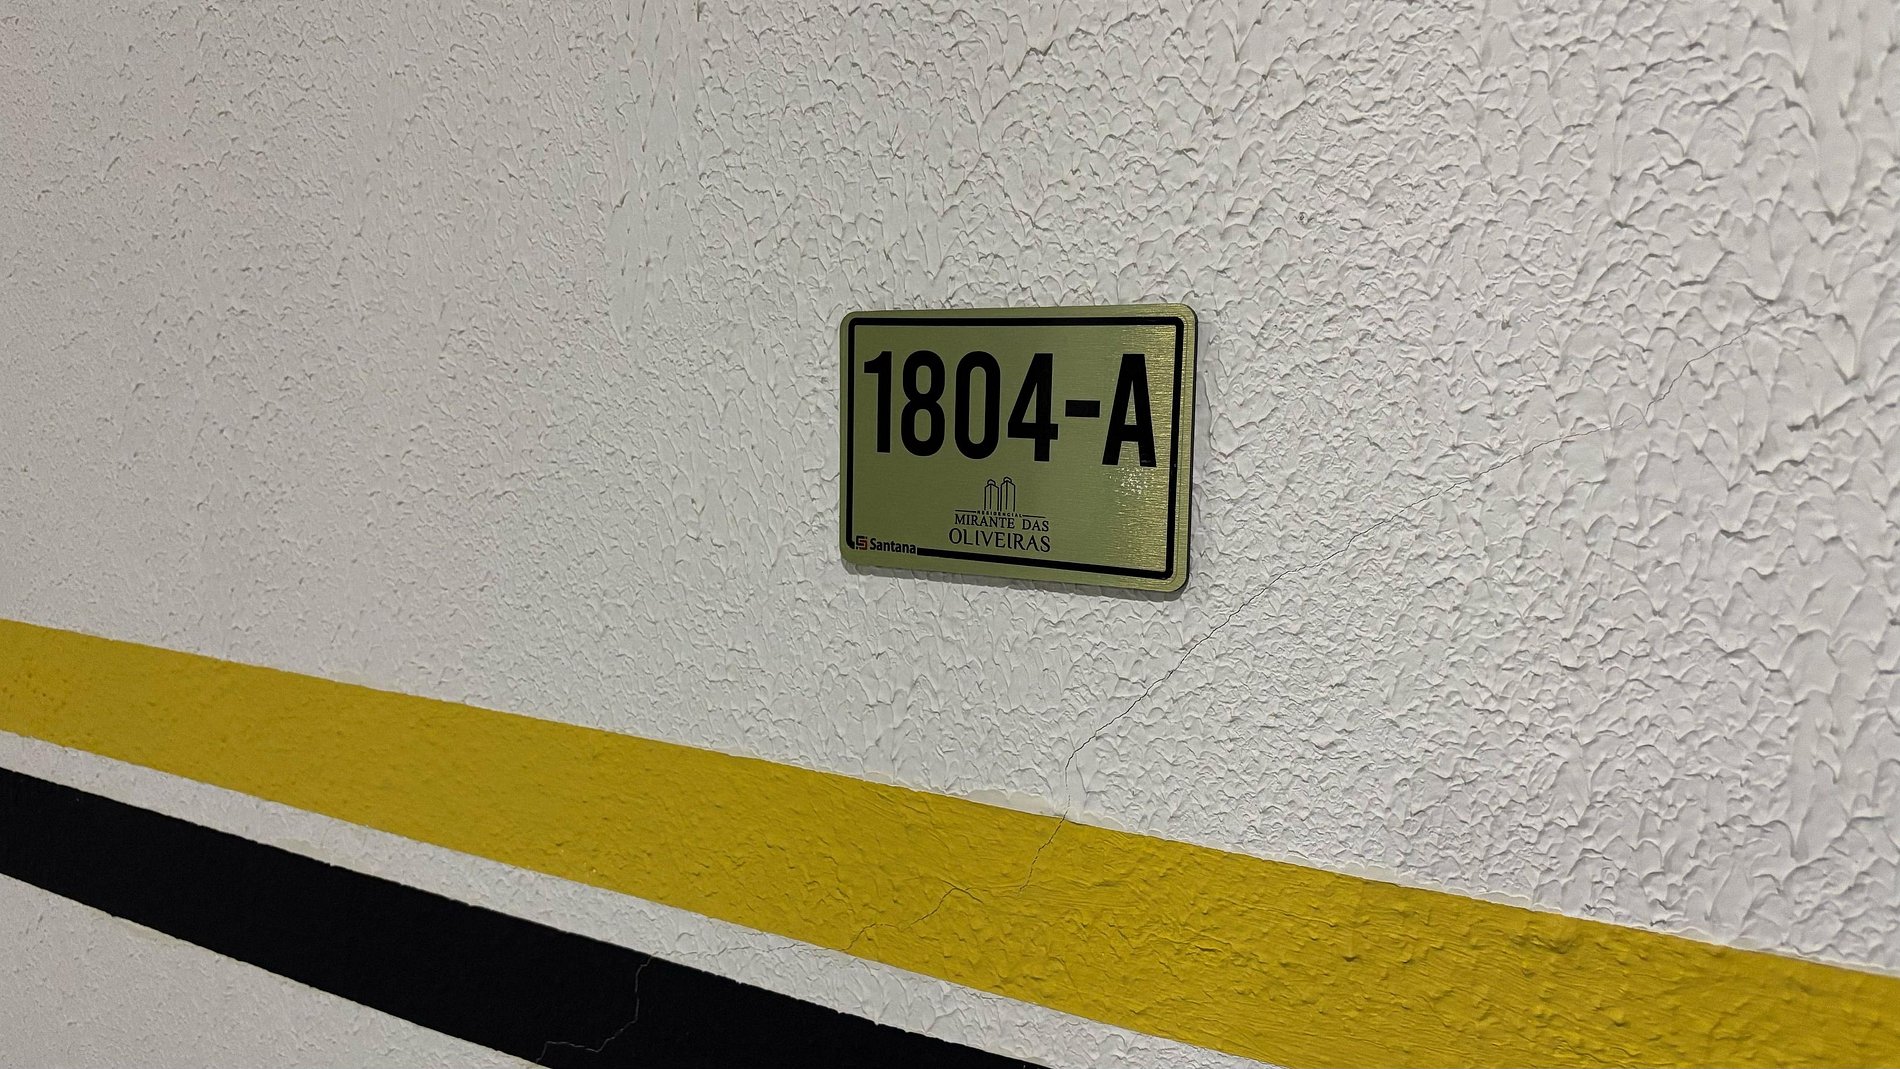 1804-A
RESIDENCIAL
MIRANTE DAS
OLIVEIRAS
Santana